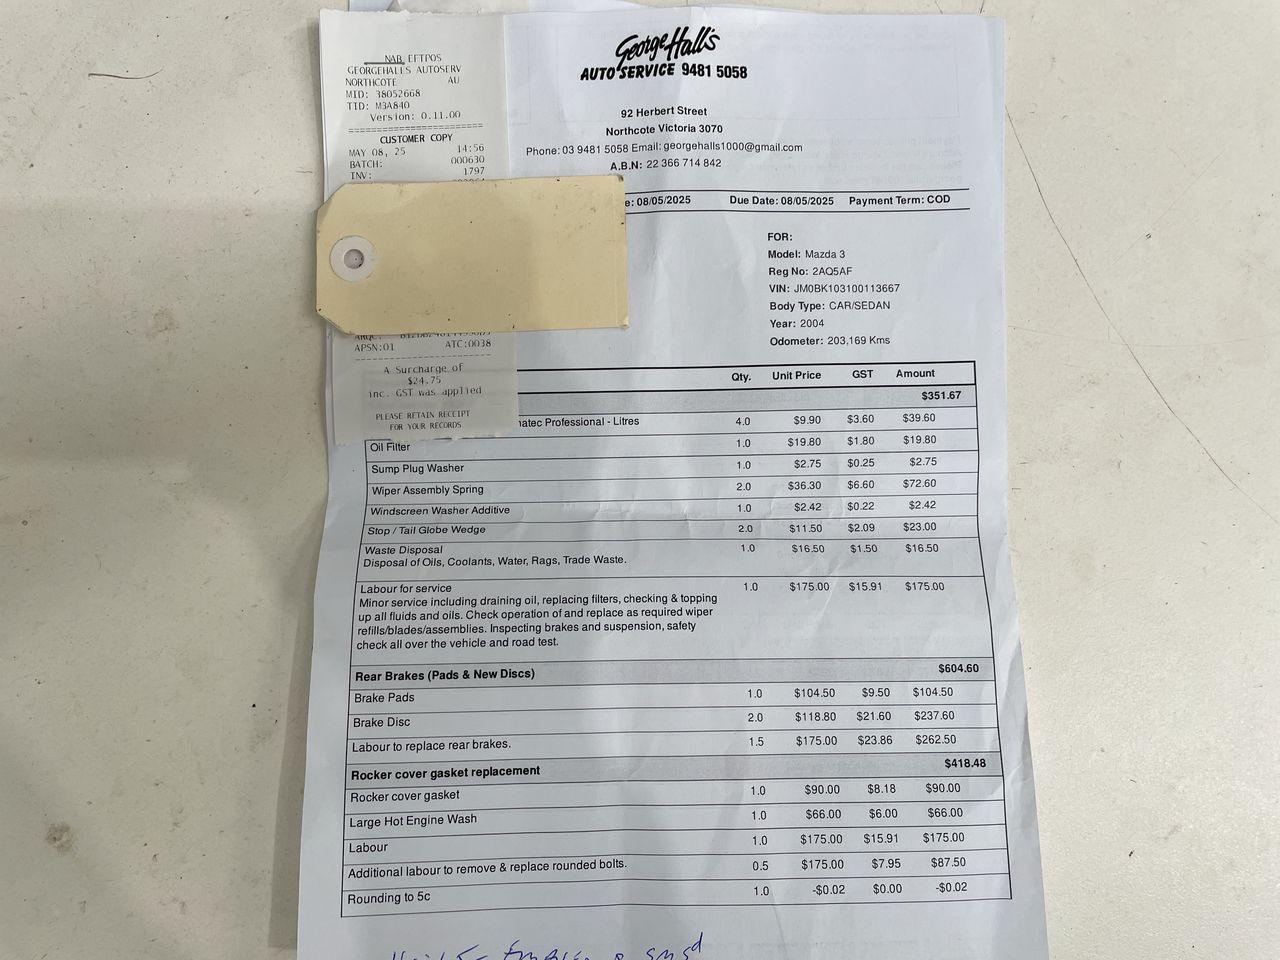 NAB EFTPOS
GEORGEHALLS AUTOSERV
NORTHCOTE AU
MID: 38052668
TID: M3A840
Version: 0.11.00
CUSTOMER COPY
MAY 08, 25 14:56
BATCH: 000630
INV: 1797
APSN:01 ATC:0038
A Surcharge of
$24.75
inc. GST was applied
PLEASE RETAIN RECEIPT
FOR YOUR RECORDS
George Hall's
AUTO SERVICE 9481 5058
92 Herbert Street
Northcote Victoria 3070
Phone: 03 9481 5058 Email: georgehalls1000@gmail.com
A.B.N: 22 366 714 842
e: 08/05/2025 Due Date: 08/05/2025 Payment Term: COD
FOR:
Model: Mazda 3
Reg No: 2AQ5AF
VIN: JM0BK103100113667
Body Type: CAR/SEDAN
Year: 2004
Odometer: 203,169 Kms
Qty. Unit Price GST Amount
$351.67
natec Professional - Litres 4.0 $9.90 $3.60 $39.60
Oil Filter 1.0 $19.80 $1.80 $19.80
Sump Plug Washer 1.0 $2.75 $0.25 $2.75
Wiper Assembly Spring 2.0 $36.30 $6.60 $72.60
Windscreen Washer Additive 1.0 $2.42 $0.22 $2.42
Stop / Tail Globe Wedge 2.0 $11.50 $2.09 $23.00
Waste Disposal 1.0 $16.50 $1.50 $16.50
Disposal of Oils, Coolants, Water, Rags, Trade Waste.
Labour for service 1.0 $175.00 $15.91 $175.00
Minor service including draining oil, replacing filters, checking & topping
up all fluids and oils. Check operation of and replace as required wiper
refills/blades/assemblies. Inspecting brakes and suspension, safety
check all over the vehicle and road test.
Rear Brakes (Pads & New Discs) $604.60
Brake Pads 1.0 $104.50 $9.50 $104.50
Brake Disc 2.0 $118.80 $21.60 $237.60
Labour to replace rear brakes. 1.5 $175.00 $23.86 $262.50
Rocker cover gasket replacement $418.48
Rocker cover gasket 1.0 $90.00 $8.18 $90.00
Large Hot Engine Wash 1.0 $66.00 $6.00 $66.00
Labour 1.0 $175.00 $15.91 $175.00
Additional labour to remove & replace rounded bolts. 0.5 $175.00 $7.95 $87.50
Rounding to 5c 1.0 -$0.02 $0.00 -$0.02